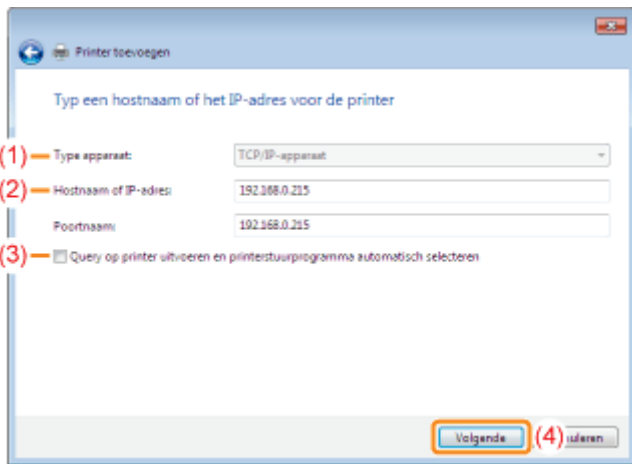 Printer toevoegen
Typ een hostnaam of het IP-adres voor de printer
(1) Type apparaat: TCP/IP-apparaat
(2) Hostnaam of IP-adres: 192.168.0.215
Poortnaam: 192.168.0.215
(3) Query op printer uitvoeren en printerstuurprogramma automatisch selecteren
Volgende (4) uleren